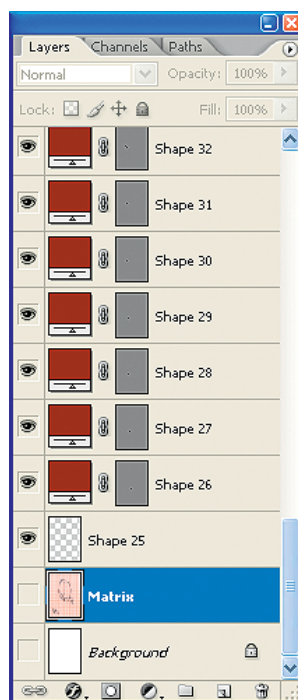 Layers Channels Paths
Normal Opacity: 100%
Lock: Fill: 100%
Shape 32
Shape 31
Shape 30
Shape 29
Shape 28
Shape 27
Shape 26
Shape 25
Matrix
Background